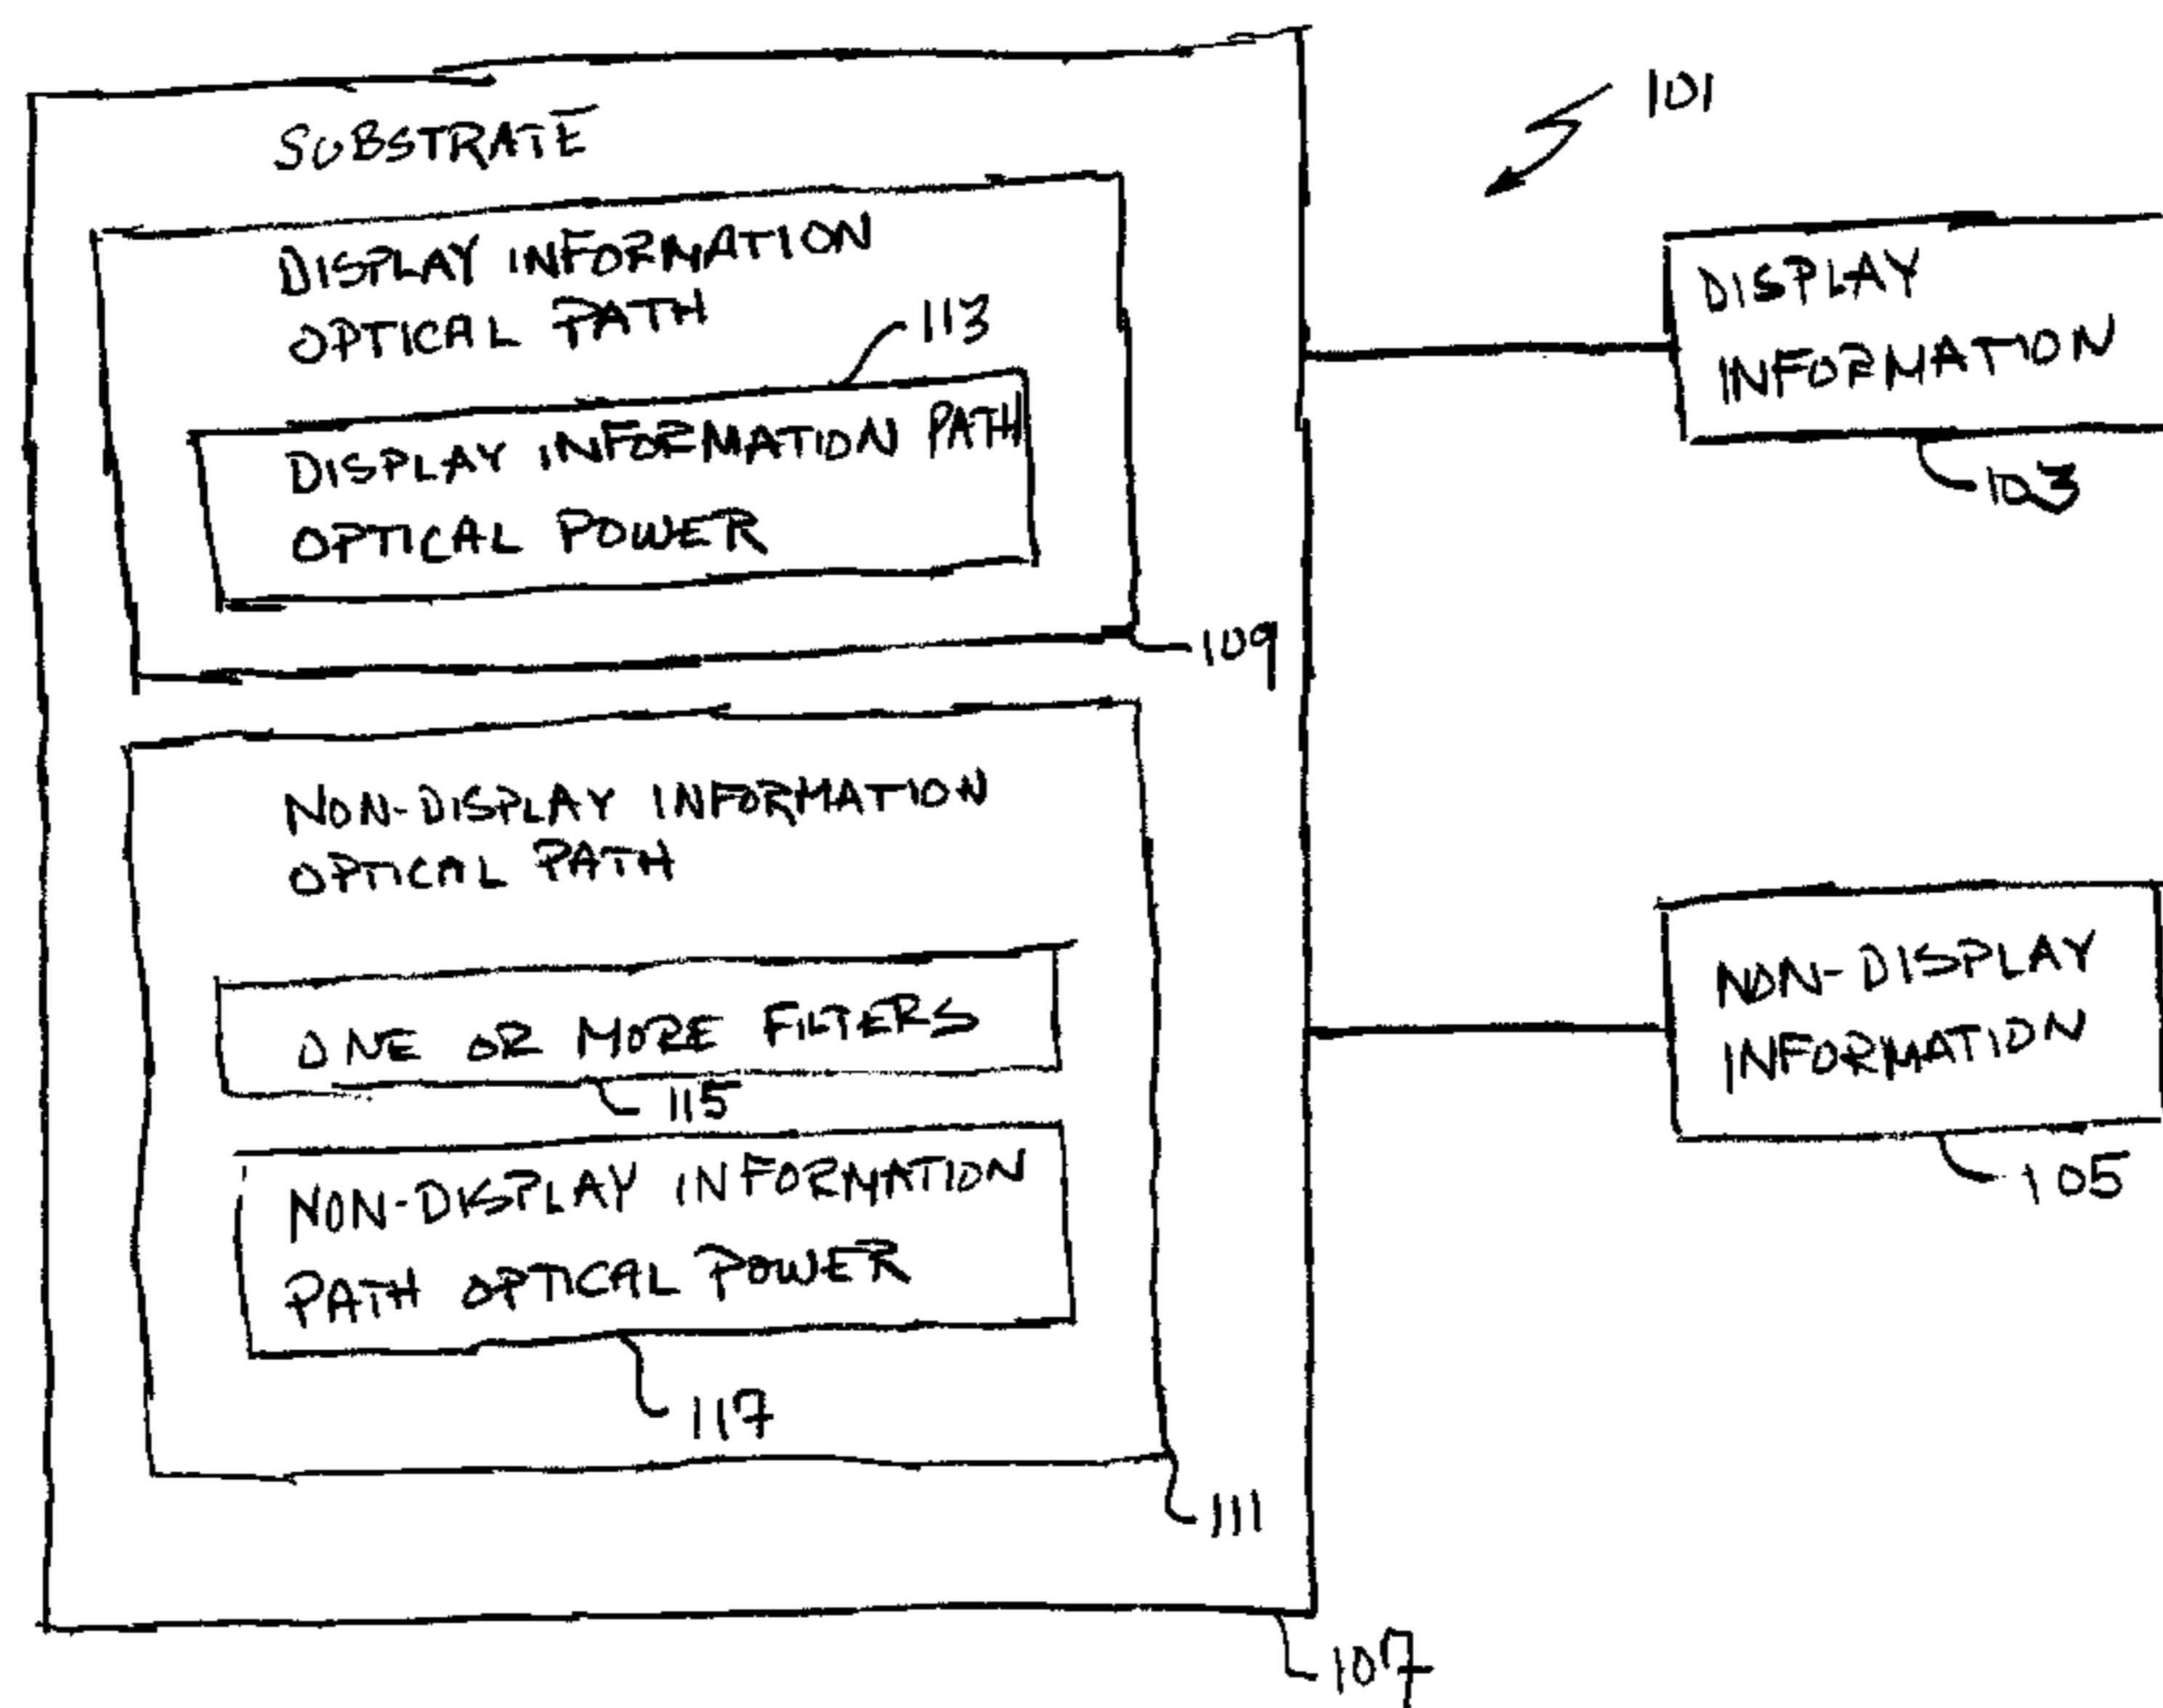 SUBSTRATE
DISPLAY INFORMATION
OPTICAL PATH
113
DISPLAY INFORMATION PATH
OPTICAL POWER
109
NON-DISPLAY INFORMATION
OPTICAL PATH
ONE OR MORE FILTERS
115
NON-DISPLAY INFORMATION
PATH OPTICAL POWER
117
111
107
101
DISPLAY
INFORMATION
103
NON-DISPLAY
INFORMATION
105